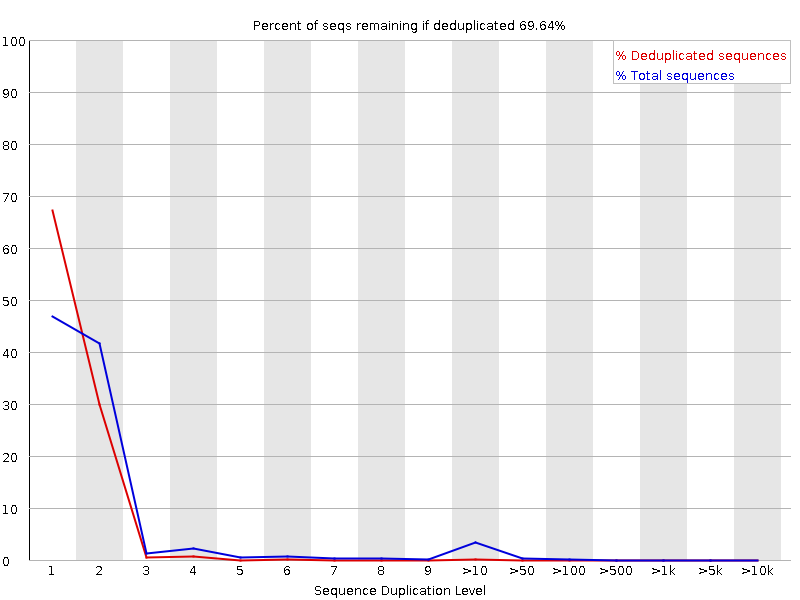 Percent of seqs remaining if deduplicated 69.64%
% Deduplicated sequences
% Total sequences
100
90
80
70
60
50
40
30
20
10
0
1 2 3 4 5 6 7 8 9 >10 >50 >100 >500 >1k >5k >10k
Sequence Duplication Level